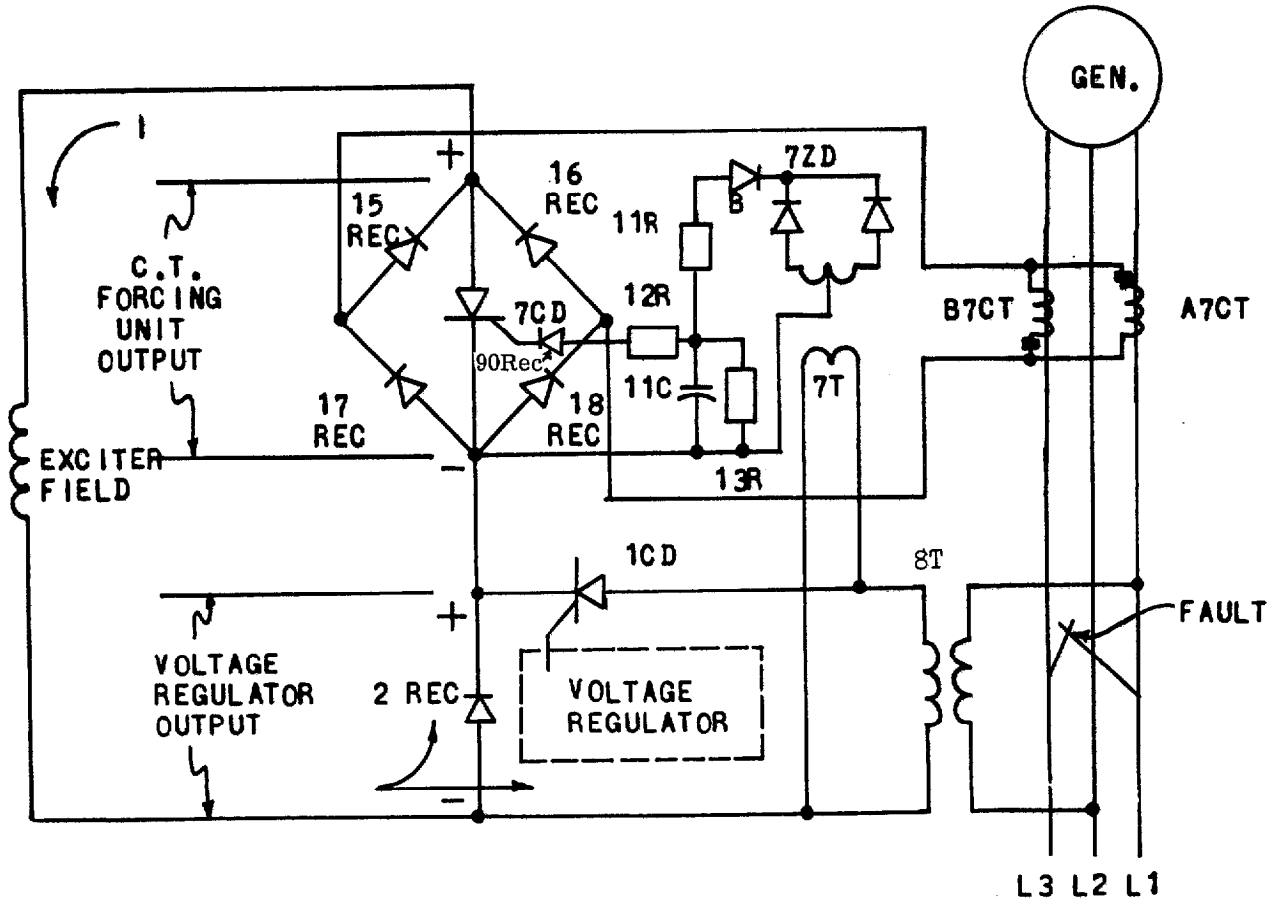 GEN.
I
+
16
REC
7ZD
15
REC
B
11R
C.T.
FORCING
UNIT
OUTPUT
7CD
12R
B7CT
A7CT
90Rec
11C
7T
17
REC
18
REC
EXCITER
FIELD
-
13R
1CD
8T
+
FAULT
VOLTAGE
REGULATOR
OUTPUT
2 REC
VOLTAGE
REGULATOR
-
L3 L2 L1